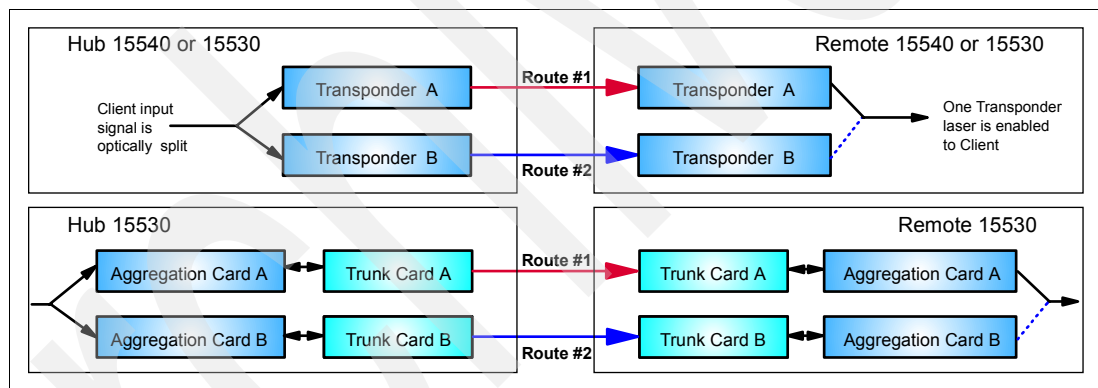 Hub 15540 or 15530
Remote 15540 or 15530
Client input
signal is
optically split
Transponder A
Transponder B
Route #1
Route #2
Transponder A
Transponder B
One Transponder
laser is enabled
to Client
Hub 15530
Remote 15530
Aggregation Card A
Trunk Card A
Route #1
Trunk Card A
Aggregation Card A
Aggregation Card B
Trunk Card B
Route #2
Trunk Card B
Aggregation Card B